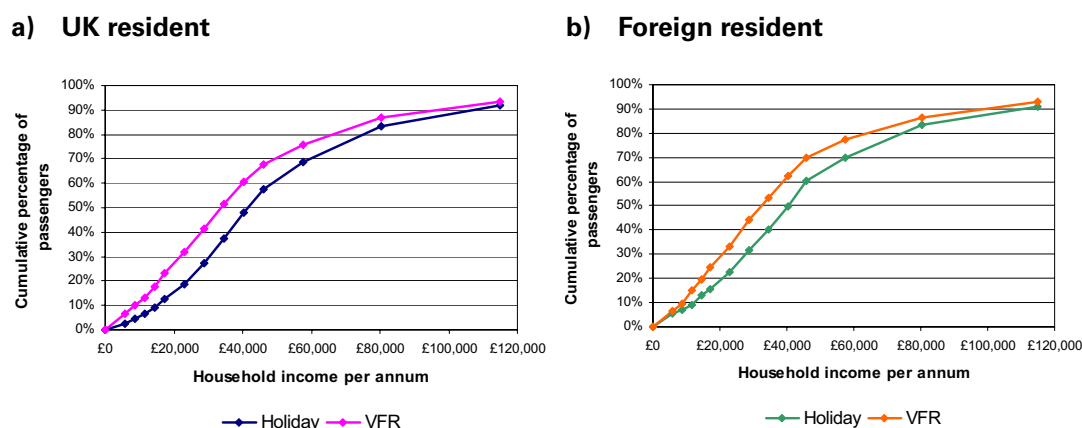 a) UK resident
100%
90%
80%
70%
60%
50%
40%
30%
20%
10%
0%
Cumulative percentage of
passengers
£0 £20,000 £40,000 £60,000 £80,000 £100,000 £120,000
Household income per annum
Holiday VFR
b) Foreign resident
100%
90%
80%
70%
60%
50%
40%
30%
20%
10%
0%
Cumulative percentage of
passengers
£0 £20,000 £40,000 £60,000 £80,000 £100,000 £120,000
Household income per annum
Holiday VFR